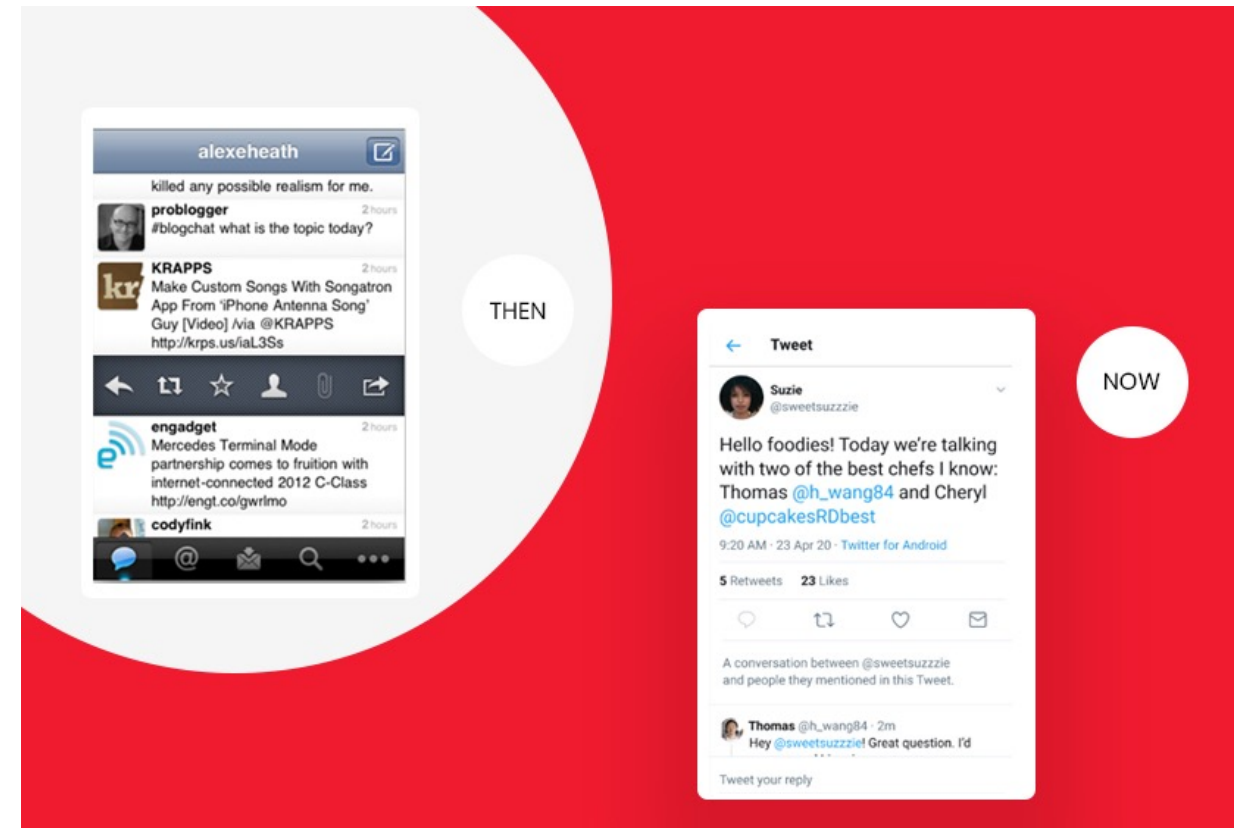 alexeheath
killed any possible realism for me.
problogger 2 hours
#blogchat what is the topic today?
KRAPPS 2 hours
kr
Make Custom Songs With Songatron
App From 'iPhone Antenna Song'
Guy [Video] /via @KRAPPS
http://krps.us/iaL3Ss
engadget 2 hours
Mercedes Terminal Mode
partnership comes to fruition with
internet-connected 2012 C-Class
http://engt.co/gwrlmo
codyfink 2 hours
THEN
Tweet
Suzie
@sweetsuzzzie
Hello foodies! Today we're talking
with two of the best chefs I know:
Thomas @h_wang84 and Cheryl
@cupcakesRDbest
9:20 AM · 23 Apr 20 · Twitter for Android
5 Retweets 23 Likes
A conversation between @sweetsuzzzie
and people they mentioned in this Tweet.
Thomas @h_wang84 · 2m
Hey @sweetsuzzzie! Great question. I'd
Tweet your reply
NOW